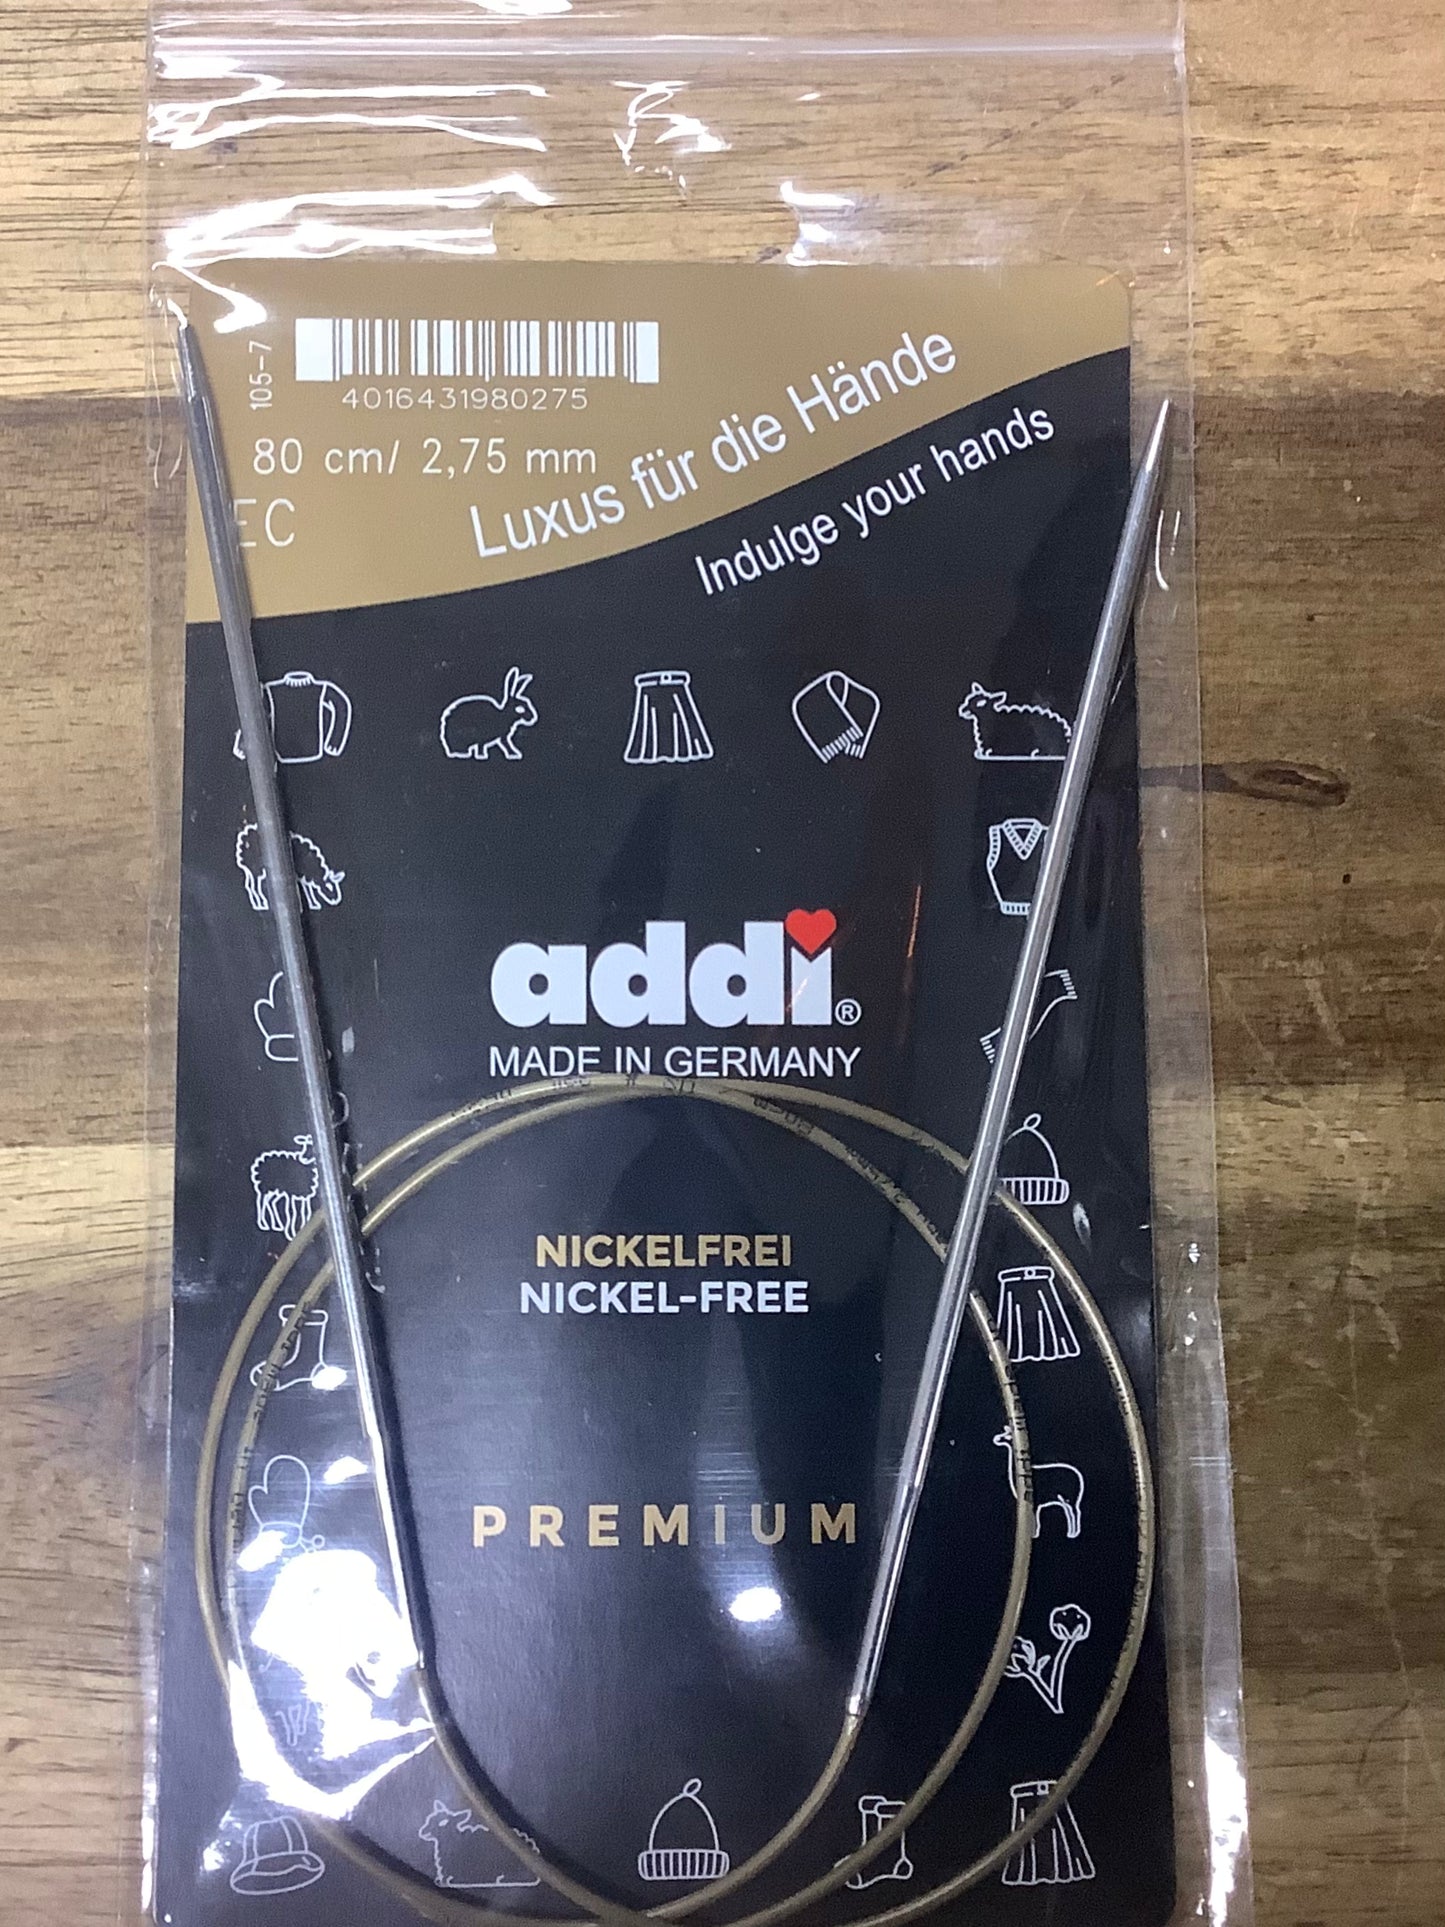 105-7
4016431980275
80 cm/ 2,75 mm
EC
Luxus für die Hände
Indulge your hands
addi®
MADE IN GERMANY
NICKELFREI
NICKEL-FREE
PREMIUM